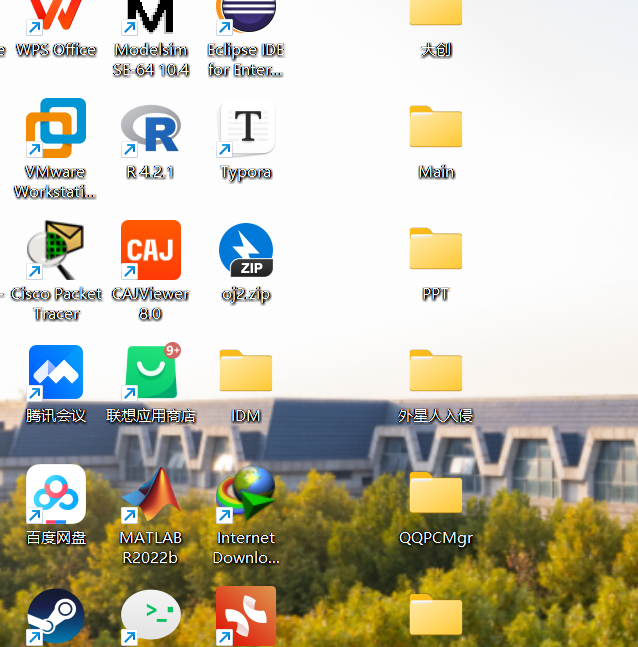 WPS Office
Modelsim
SE-64 10.4
Eclipse IDE
for Enter...
大创
VMware
Workstati...
R
R 4.2.1
T
Typora
Main
Cisco Packet
Tracer
CAJ
CAJViewer
8.0
ZIP
oj2.zip
PPT
腾讯会议
9+
联想应用商店
IDM
外星人入侵
百度网盘
MATLAB
R2022b
Internet
Downlo...
QQPCMgr